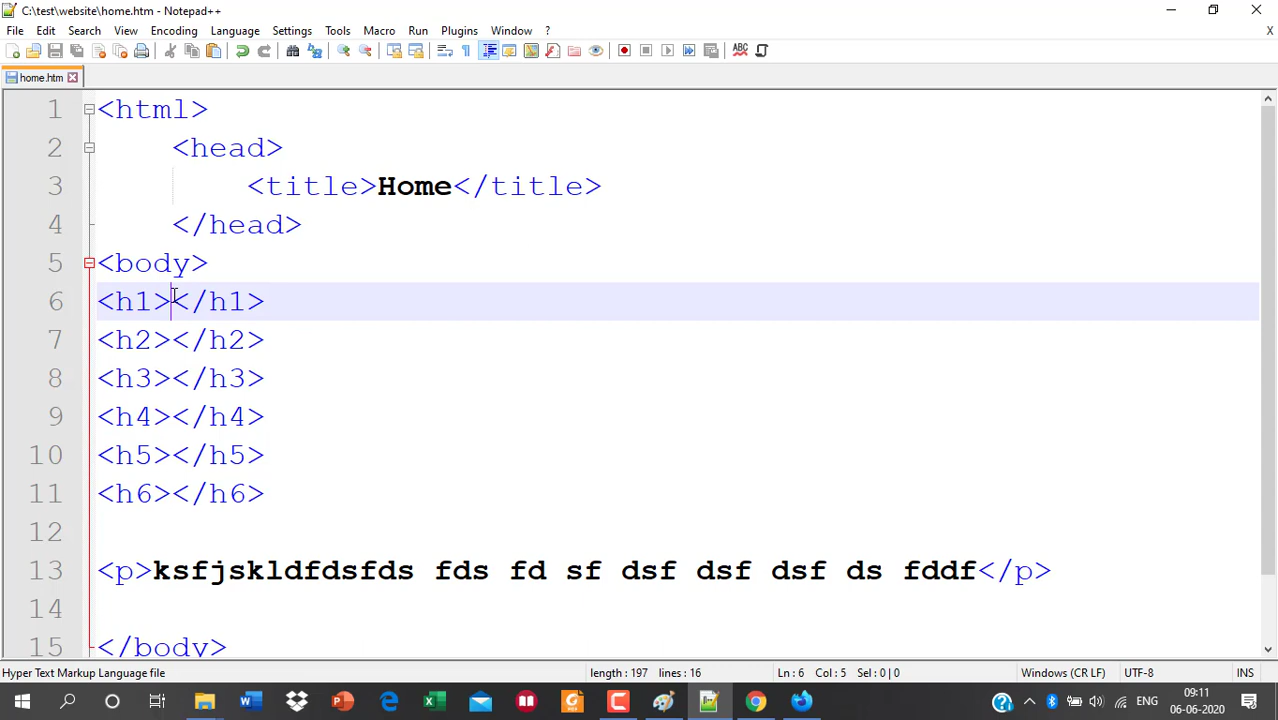 C:\test\website\home.htm - Notepad++
File Edit Search View Encoding Language Settings Tools Macro Run Plugins Window ? X
home.htm
1 <html>
2 <head>
3 <title>Home</title>
4 </head>
5 <body>
6 <h1></h1>
7 <h2></h2>
8 <h3></h3>
9 <h4></h4>
10 <h5></h5>
11 <h6></h6>
12
13 <p>ksfjskldfdsfds fds fd sf dsf dsf dsf ds fddf</p>
14
15 </body>
Hyper Text Markup Language file length : 197 lines : 16 Ln : 6 Col : 5 Sel : 0 | 0 Windows (CR LF) UTF-8 INS
ENG 09:11
06-06-2020